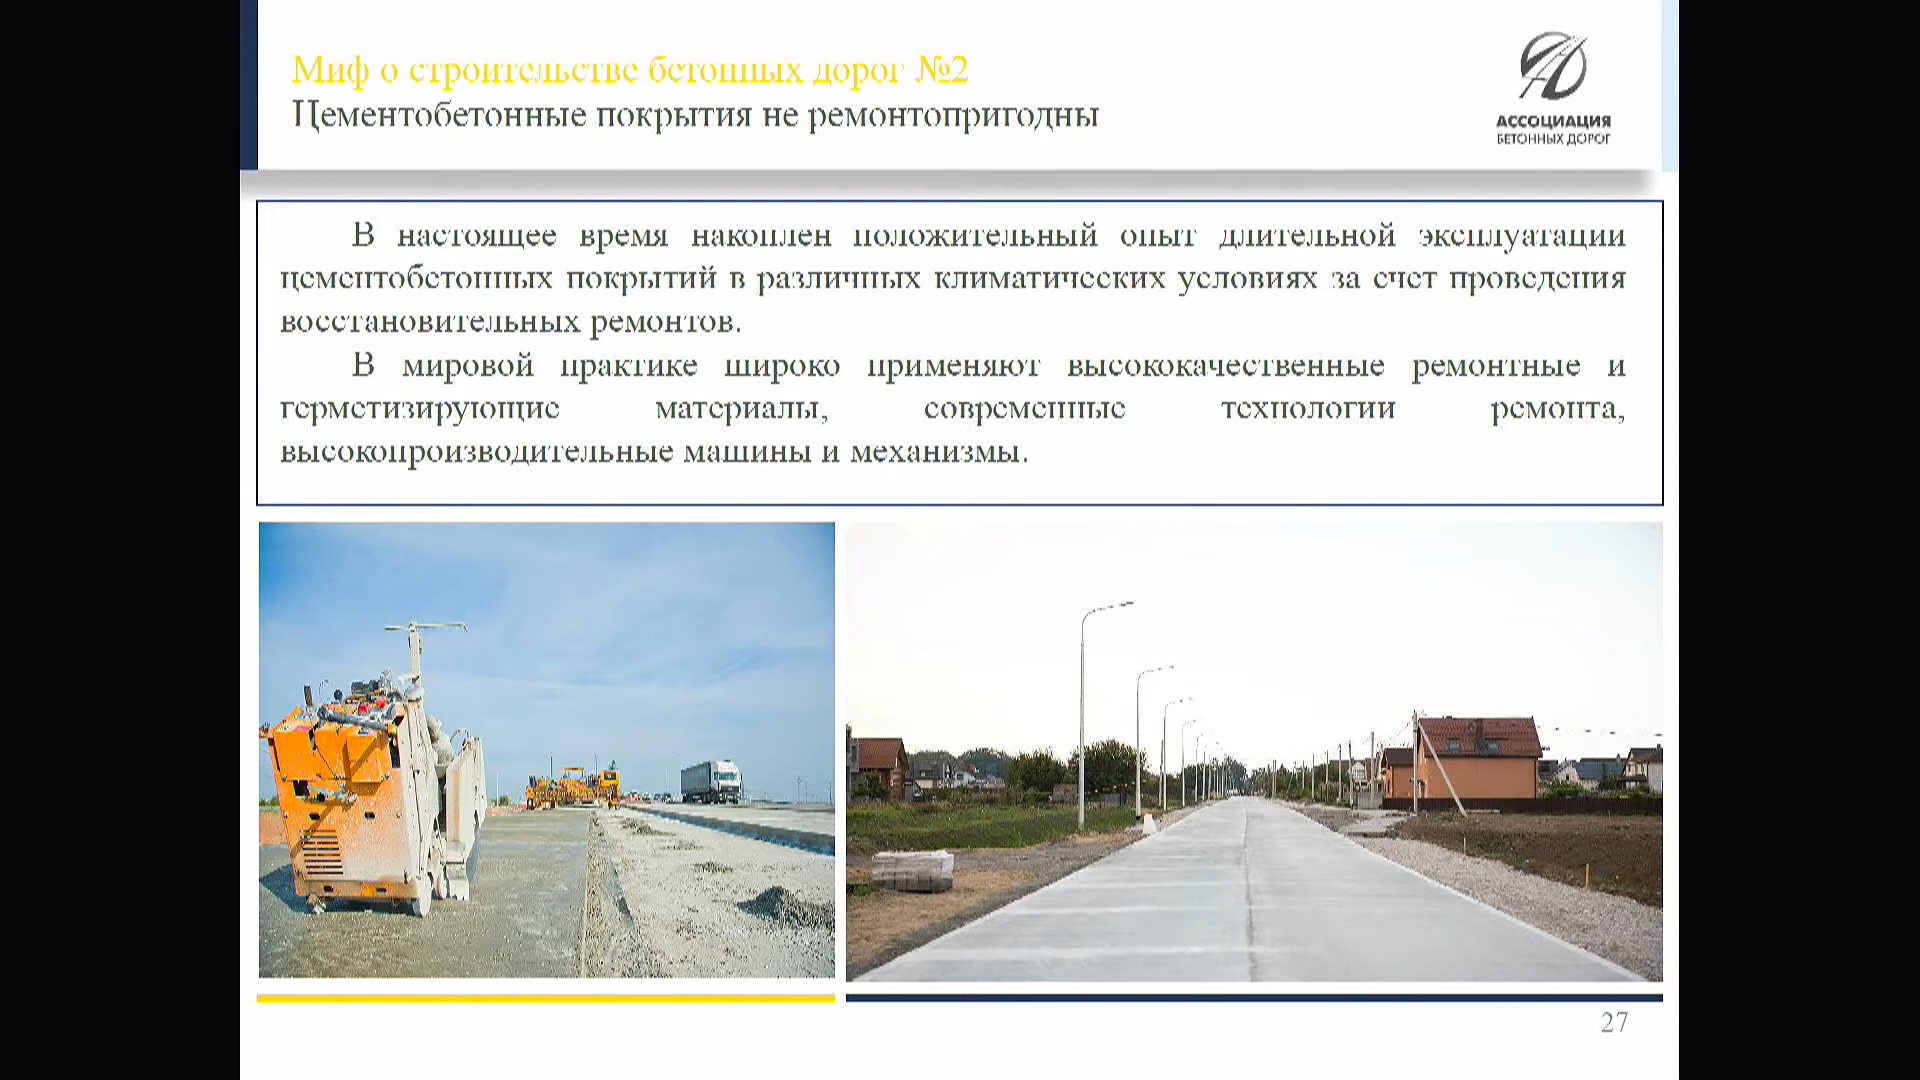 Миф о строительстве бетонных дорог №2
Цементобетонные покрытия не ремонтопригодны
АССОЦИАЦИЯ
БЕТОННЫХ ДОРОГ
В настоящее время накоплен положительный опыт длительной эксплуатации
цементобетонных покрытий в различных климатических условиях за счет проведения
восстановительных ремонтов.
В мировой практике широко применяют высококачественные ремонтные и
герметизирующие материалы, современные технологии ремонта,
высокопроизводительные машины и механизмы.
27